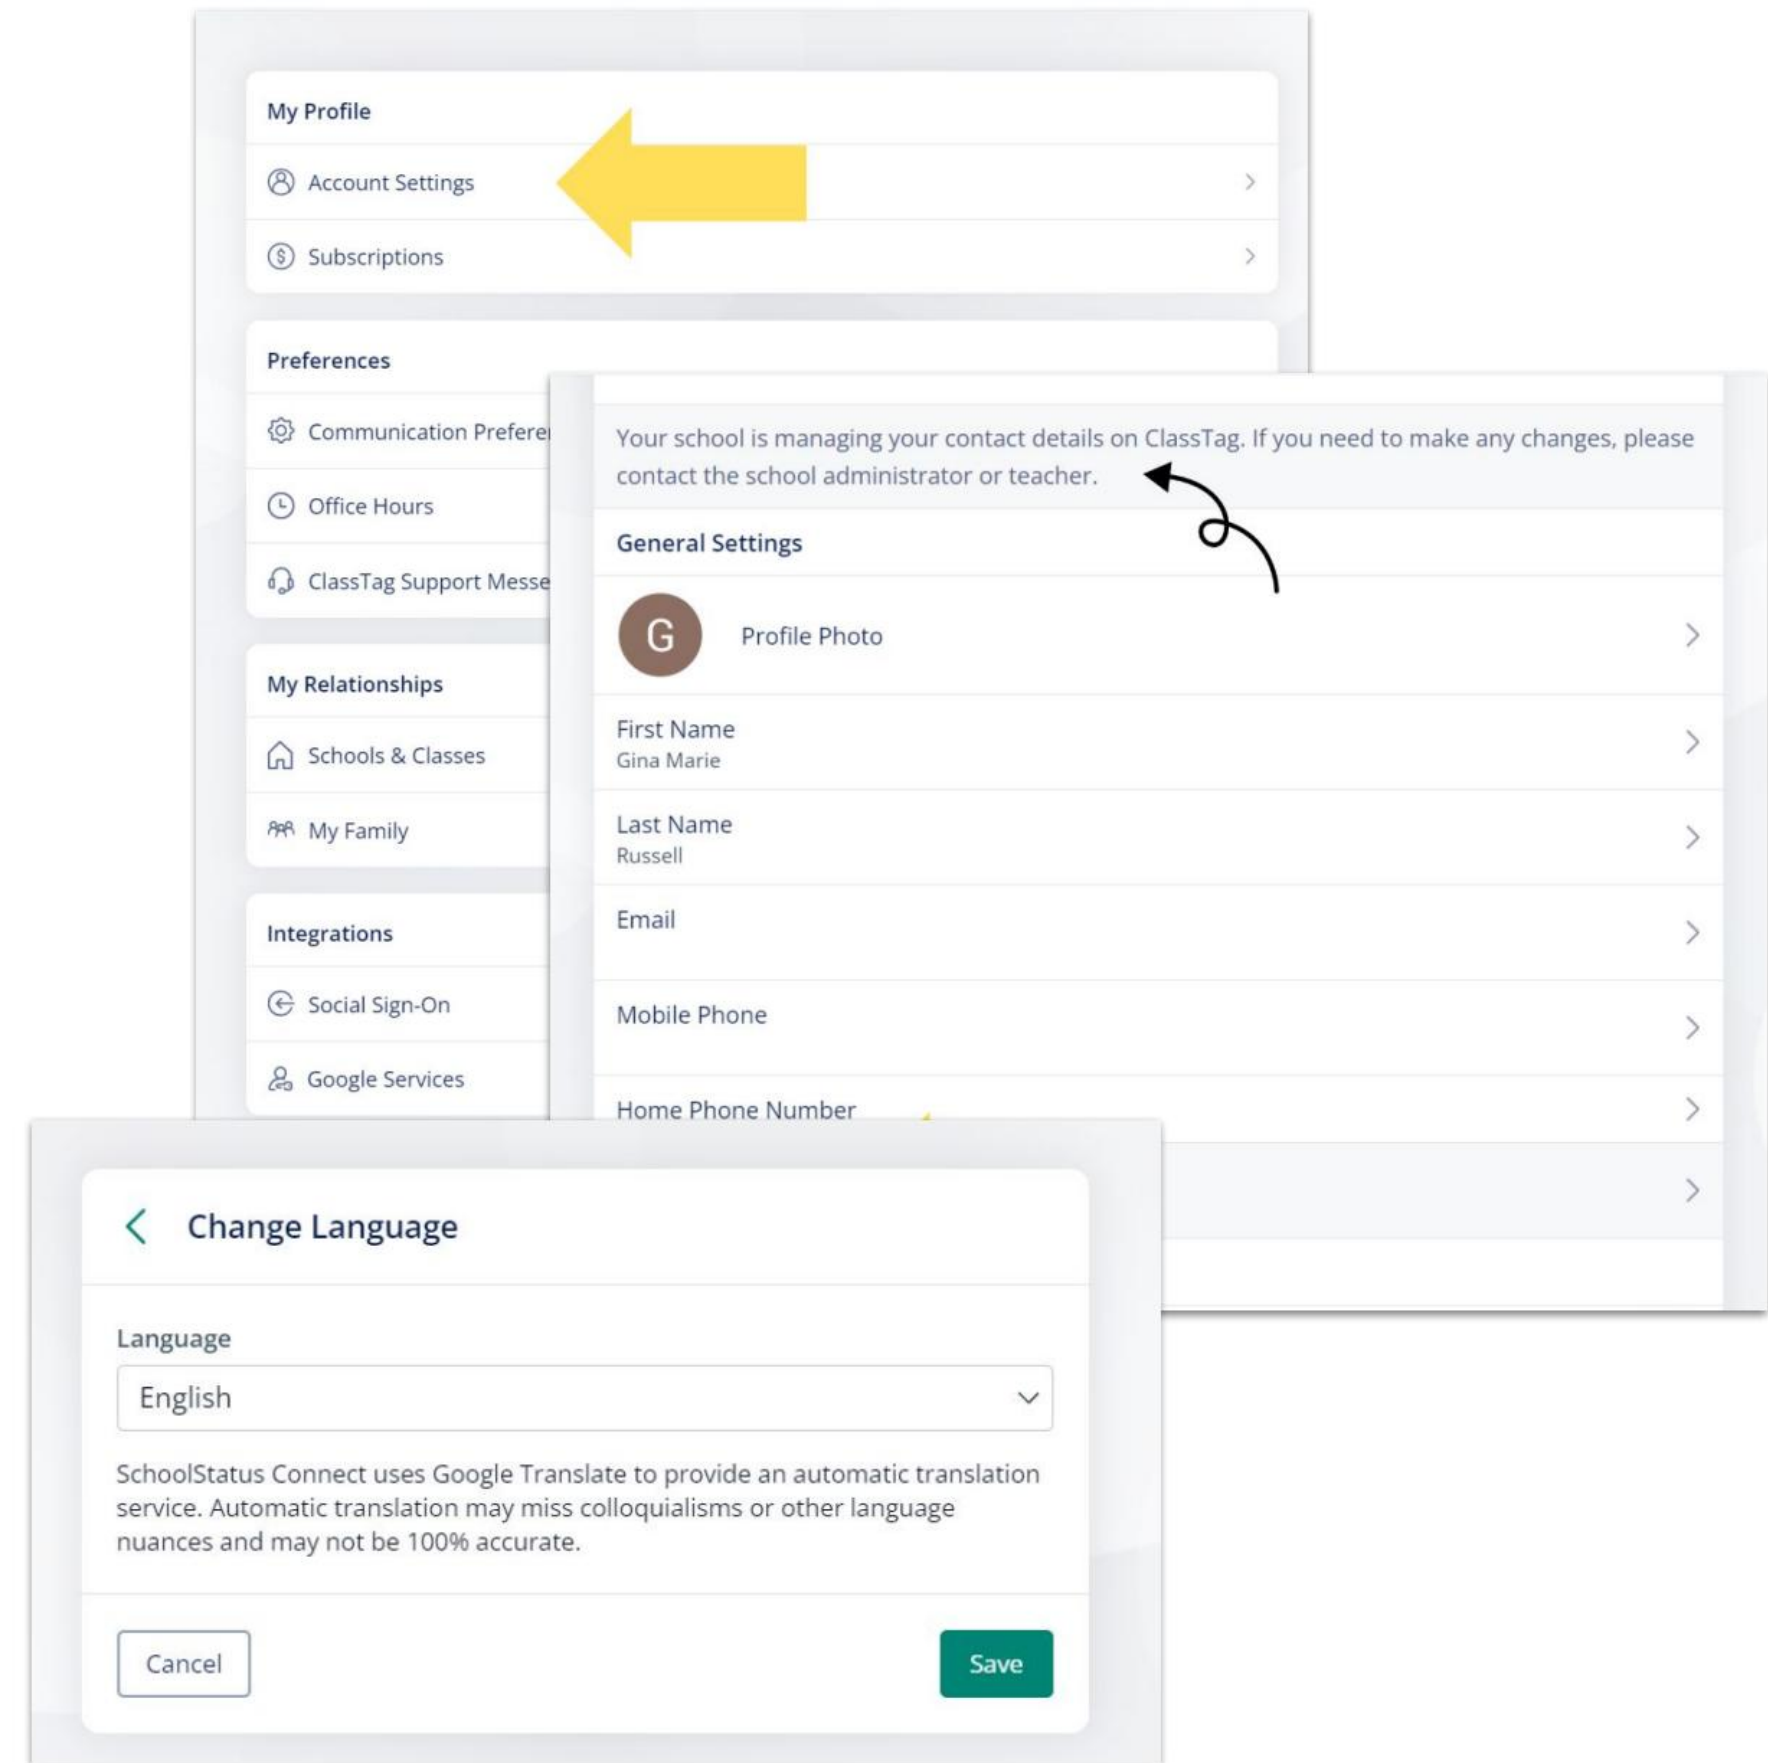 My Profile
Account Settings
Subscriptions
Preferences
Communication
Office Hours
ClassTag Support
My Relationships
Schools & Classes
My Family
Integrations
Social Sign-On
Google Services
Your school is managing your contact details on ClassTag. If you need to make any changes, please
contact the school administrator or teacher.
General Settings
G
Profile Photo
First Name
Gina Marie
Last Name
Russell
Email
Mobile Phone
Home Phone Number
Change Language
Language
English
SchoolStatus Connect uses Google Translate to provide an automatic translation
service. Automatic translation may miss colloquialisms or other language
nuances and may not be 100% accurate.
Cancel
Save